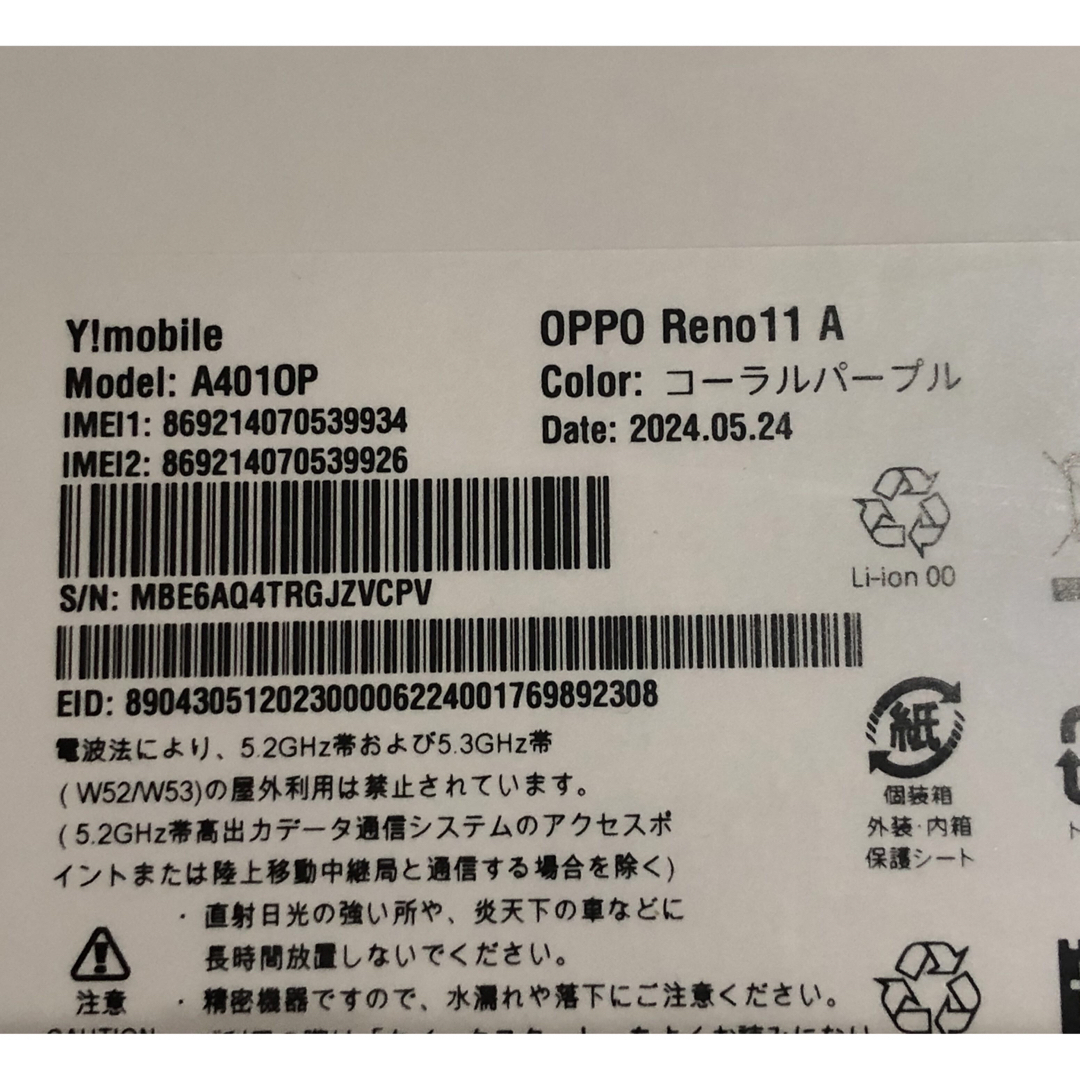 Y!mobile
Model: A401OP
IMEI1: 869214070539934
IMEI2: 869214070539926
OPPO Reno11 A
Color: コーラルパープル
Date: 2024.05.24
Li-ion 00
S/N: MBE6AQ4TRGJZVCPV
EID: 89043051202300006224001769892308
電波法により、5.2GHz帯および5.3GHz帯
( W52/W53)の屋外利用は禁止されています。
( 5.2GHz帯高出力データ通信システムのアクセスポ
イントまたは陸上移動中継局と通信する場合を除く)
紙
個装箱
外装・内箱
保護シート
・ 直射日光の強い所や、炎天下の車などに
長時間放置しないでください。
注意
・ 精密機器ですので、水漏れや落下にご注意ください。
CAUTION